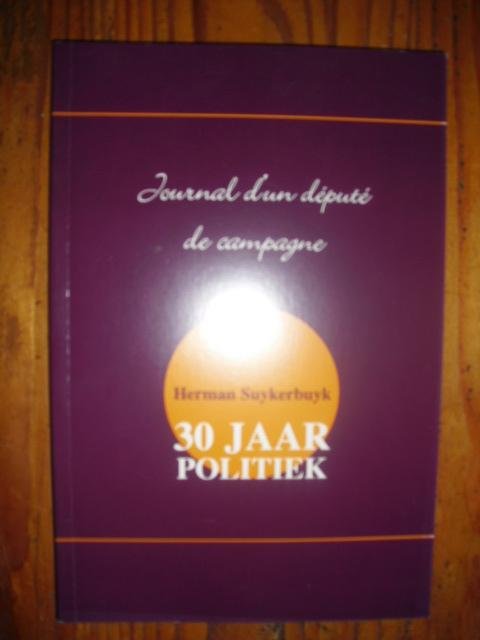 Journal d'un député
de campagne
Herman Suykerbuyk
30 JAAR
POLITIEK